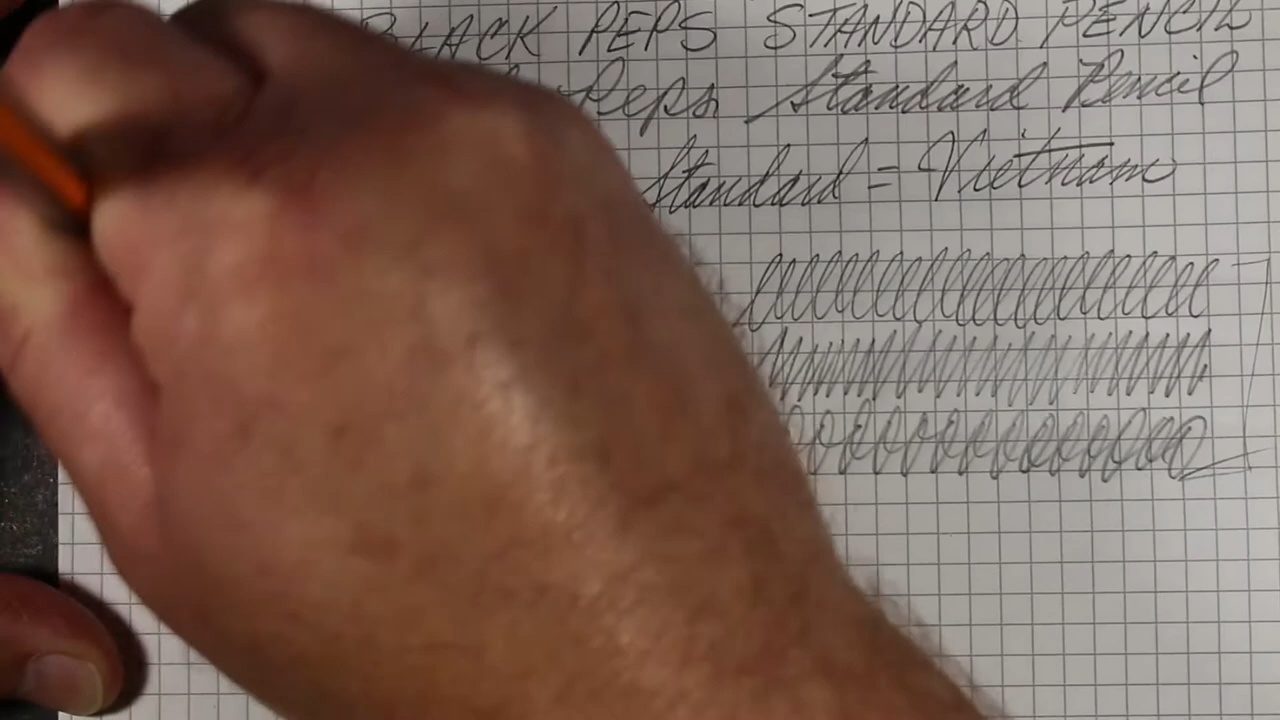 BLACK PEPS STANDARD PENCIL
Peps Standard Pencil
Standard = Vietnam